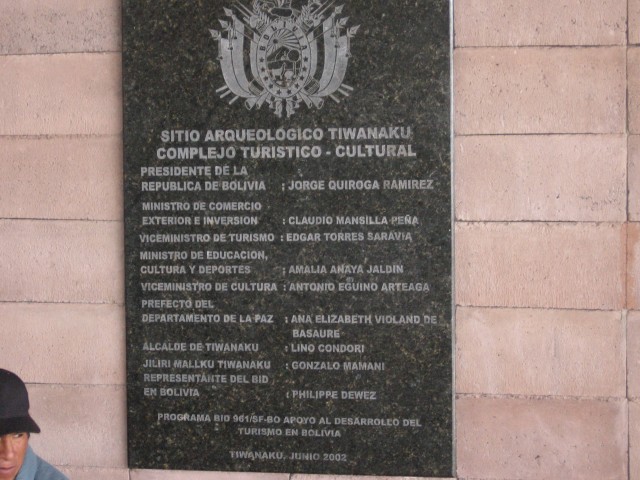 SITIO ARQUEOLOGICO TIWANAKU
COMPLEJO TURISTICO - CULTURAL
PRESIDENTE DE LA
REPUBLICA DE BOLIVIA : JORGE QUIROGA RAMIREZ
MINISTRO DE COMERCIO
EXTERIOR E INVERSION : CLAUDIO MANSILLA PEÑA
VICEMINISTRO DE TURISMO : EDGAR TORRES SARAVIA
MINISTRO DE EDUCACION,
CULTURA Y DEPORTES : AMALIA ANAYA JALDIN
VICEMINISTRO DE CULTURA : ANTONIO EGUINO ARTEAGA
PREFECTO DEL
DEPARTAMENTO DE LA PAZ : ANA ELIZABETH VIOLAND DE
BASAURE
ALCALDE DE TIWANAKU : LINO CONDORI
JILIRI MALLKU TIWANAKU : GONZALO MAMANI
REPRESENTANTE DEL BID
EN BOLIVIA : PHILIPPE DEWEZ
PROGRAMA BID 961/SF-BO APOYO AL DESARROLLO DEL
TURISMO EN BOLIVIA
TIWANAKU, JUNIO 2002